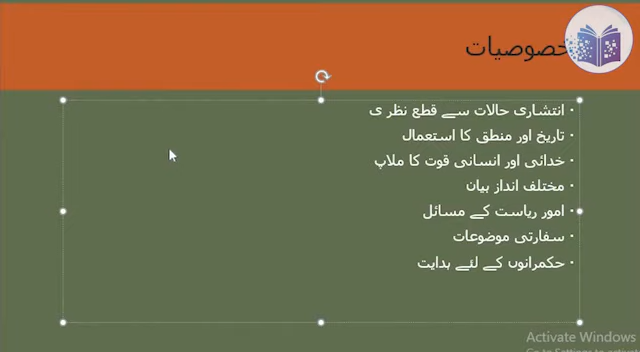 خصوصیات
· انتشاری حالات سے قطع نظر ی
· تاریخ اور منطق کا استعمال
· خدائی اور انسانی قوت کا ملاپ
· مختلف انداز بیان
· امور ریاست کے مسائل
· سفارتی موضوعات
· حکمرانوں کے لئے ہدایت
Activate Windows